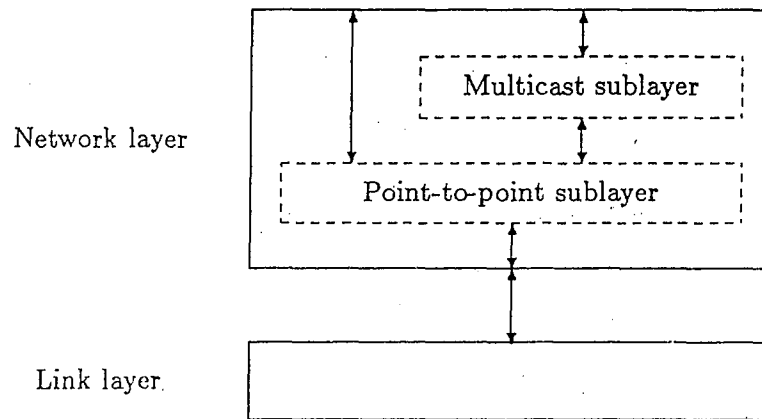 Multicast sublayer
Network layer
Point-to-point sublayer
Link layer